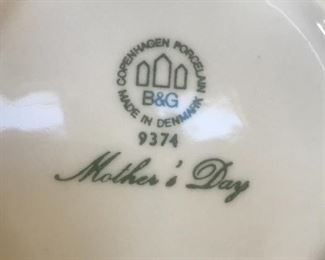 COPENHAGEN PORCELAIN
B&G
MADE IN DENMARK
9374
Mother's Day